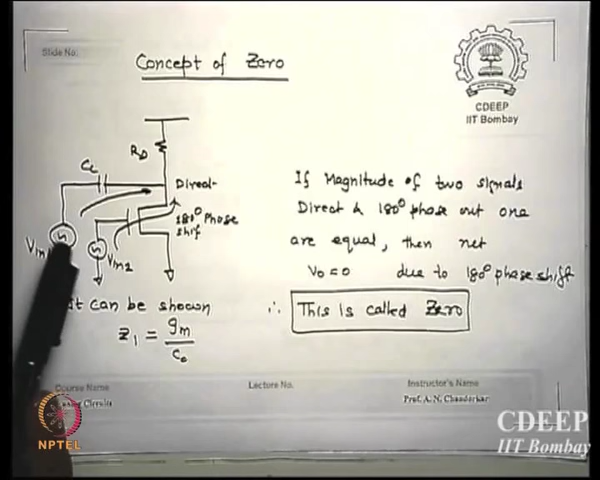 Slide No.
Concept of Zero
CDEEP
IIT Bombay
RD
Cc
Direct-
180° Phase
shif
Vin1
Vin2
If Magnitude of two signals
Direct & 180° phase out one
are equal, then net
Vo = 0 due to 180° phase shift
∴ This is called Zero
It can be shown
z1 = gm
Cc
Course Name
Circuits
Lecture No.
Instructor's Name
Prof. A. N. Chandorkar
NPTEL
CDEEP
IIT Bombay